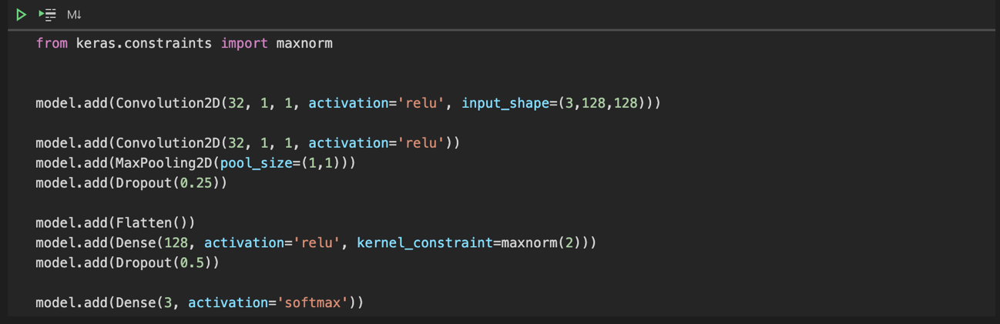 M↓
from keras.constraints import maxnorm
model.add(Convolution2D(32, 1, 1, activation='relu', input_shape=(3,128,128)))
model.add(Convolution2D(32, 1, 1, activation='relu'))
model.add(MaxPooling2D(pool_size=(1,1)))
model.add(Dropout(0.25))
model.add(Flatten())
model.add(Dense(128, activation='relu', kernel_constraint=maxnorm(2)))
model.add(Dropout(0.5))
model.add(Dense(3, activation='softmax'))